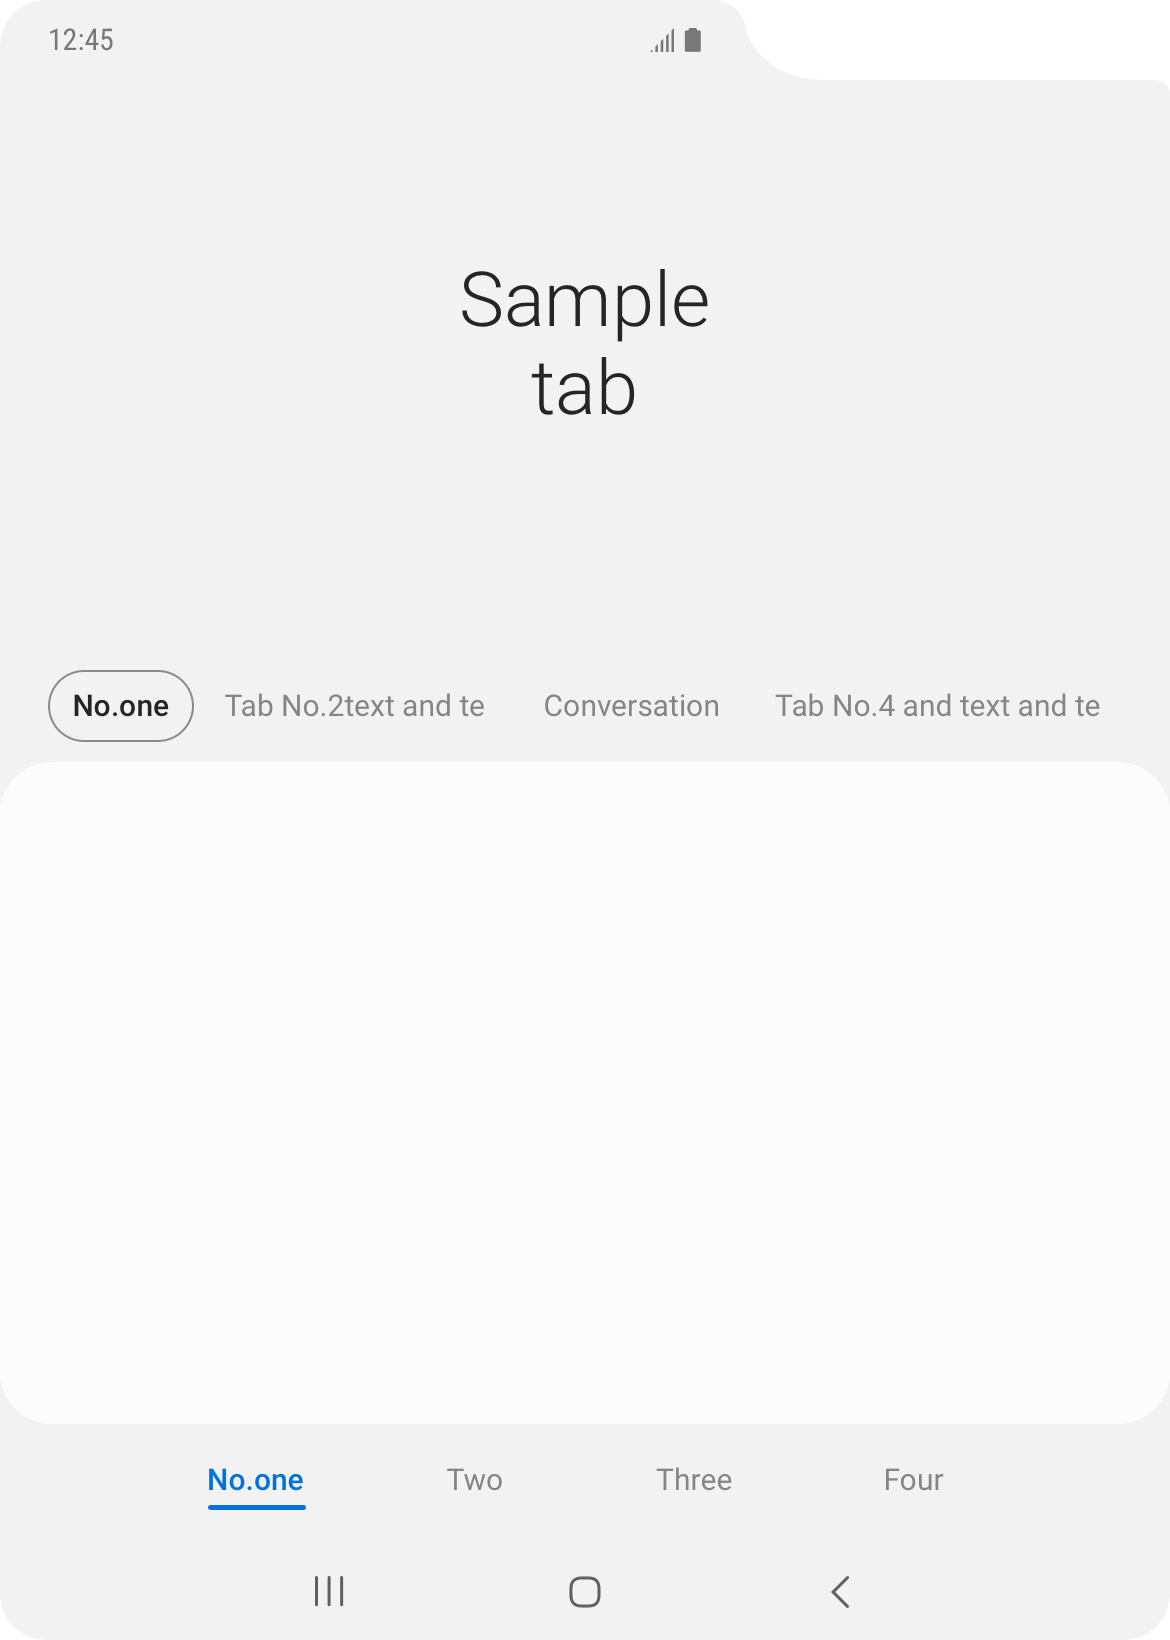 12:45
Sample
tab
No.one Tab No.2text and te Conversation Tab No.4 and text and te
No.one Two Three Four